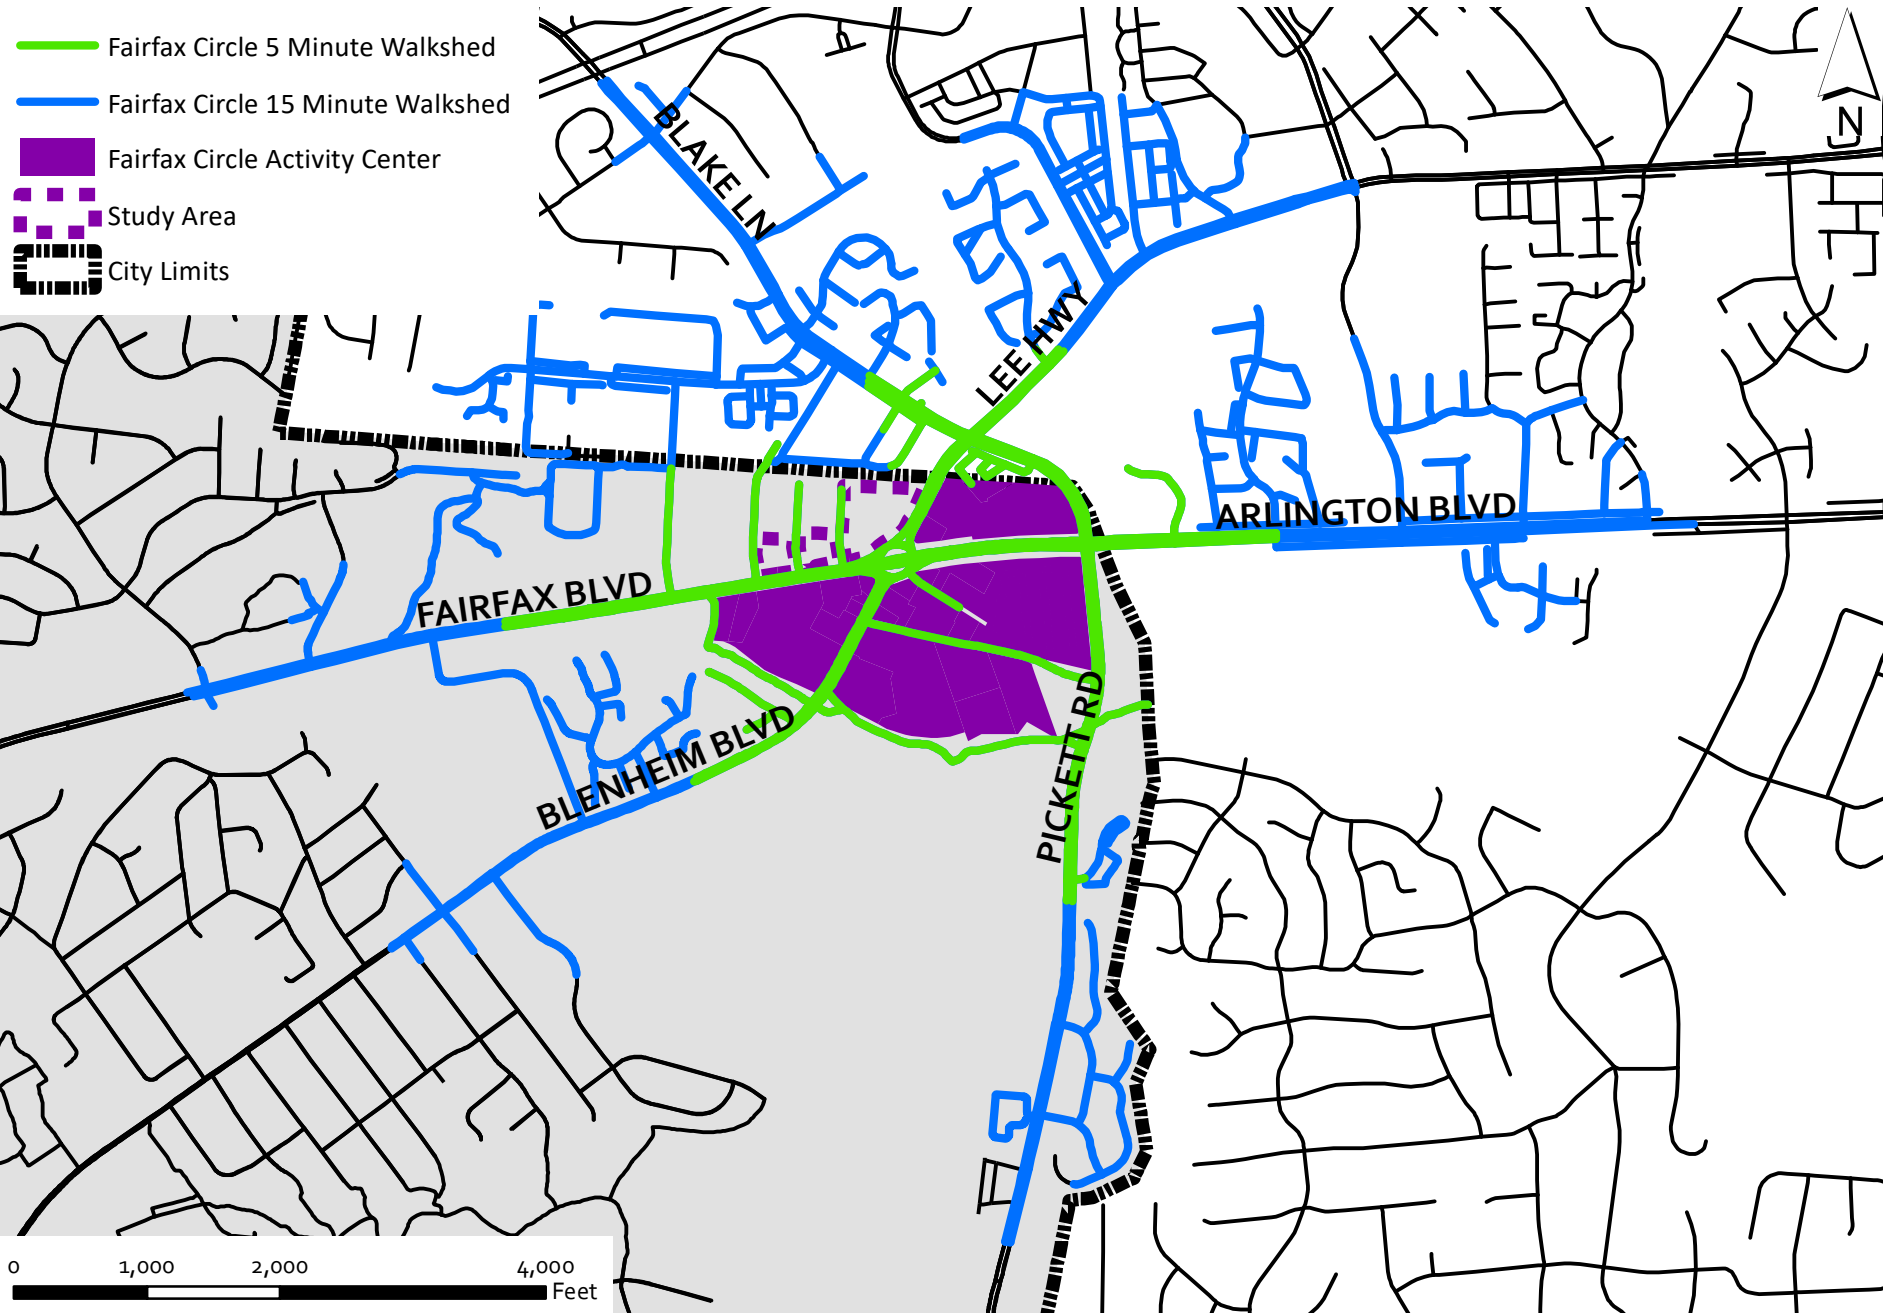 Fairfax Circle 5 Minute Walkshed
Fairfax Circle 15 Minute Walkshed
Fairfax Circle Activity Center
Study Area
City Limits
N
BLAKE LN
LEE HWY
ARLINGTON BLVD
FAIRFAX BLVD
BLENHEIM BLVD
PICKETT RD
0 1,000 2,000 4,000
Feet